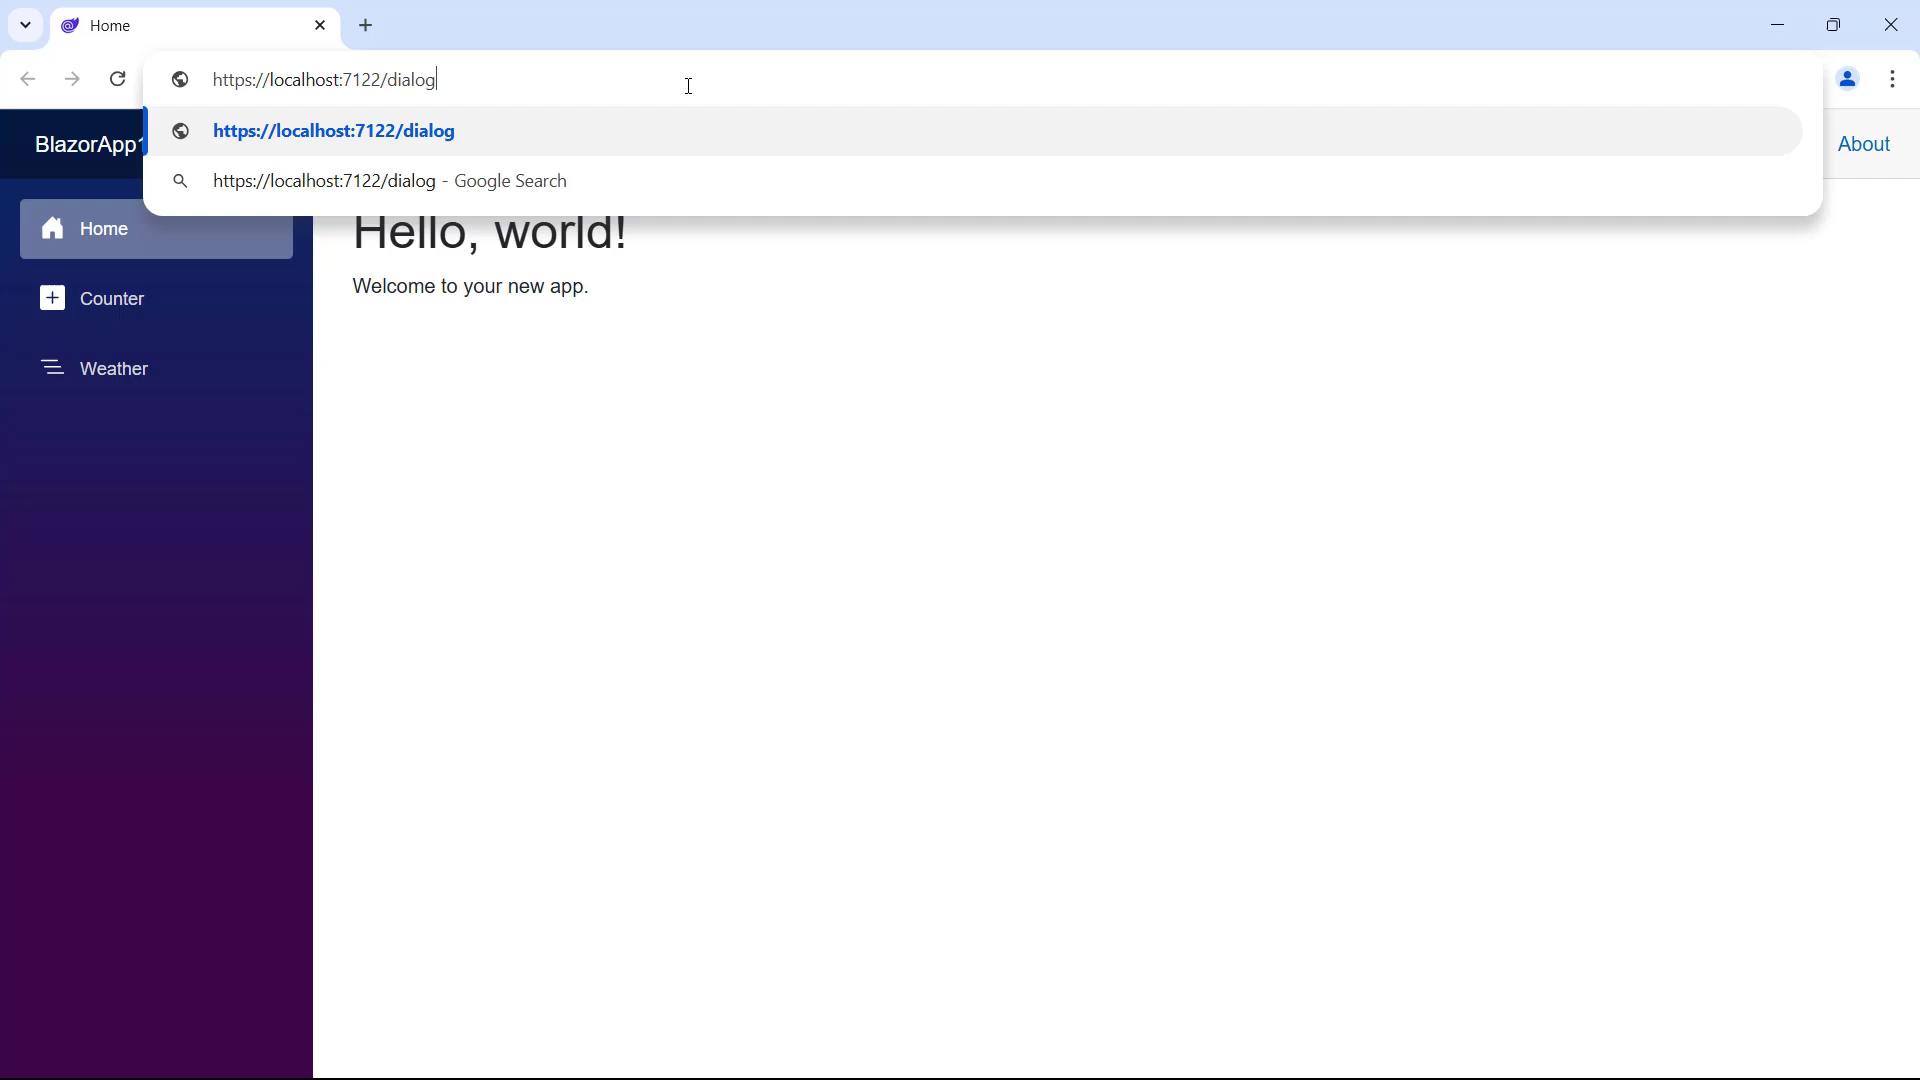 Home
https://localhost:7122/dialog
https://localhost:7122/dialog
https://localhost:7122/dialog - Google Search
BlazorApp1
About
Home
Counter
Weather
Hello, world!
Welcome to your new app.